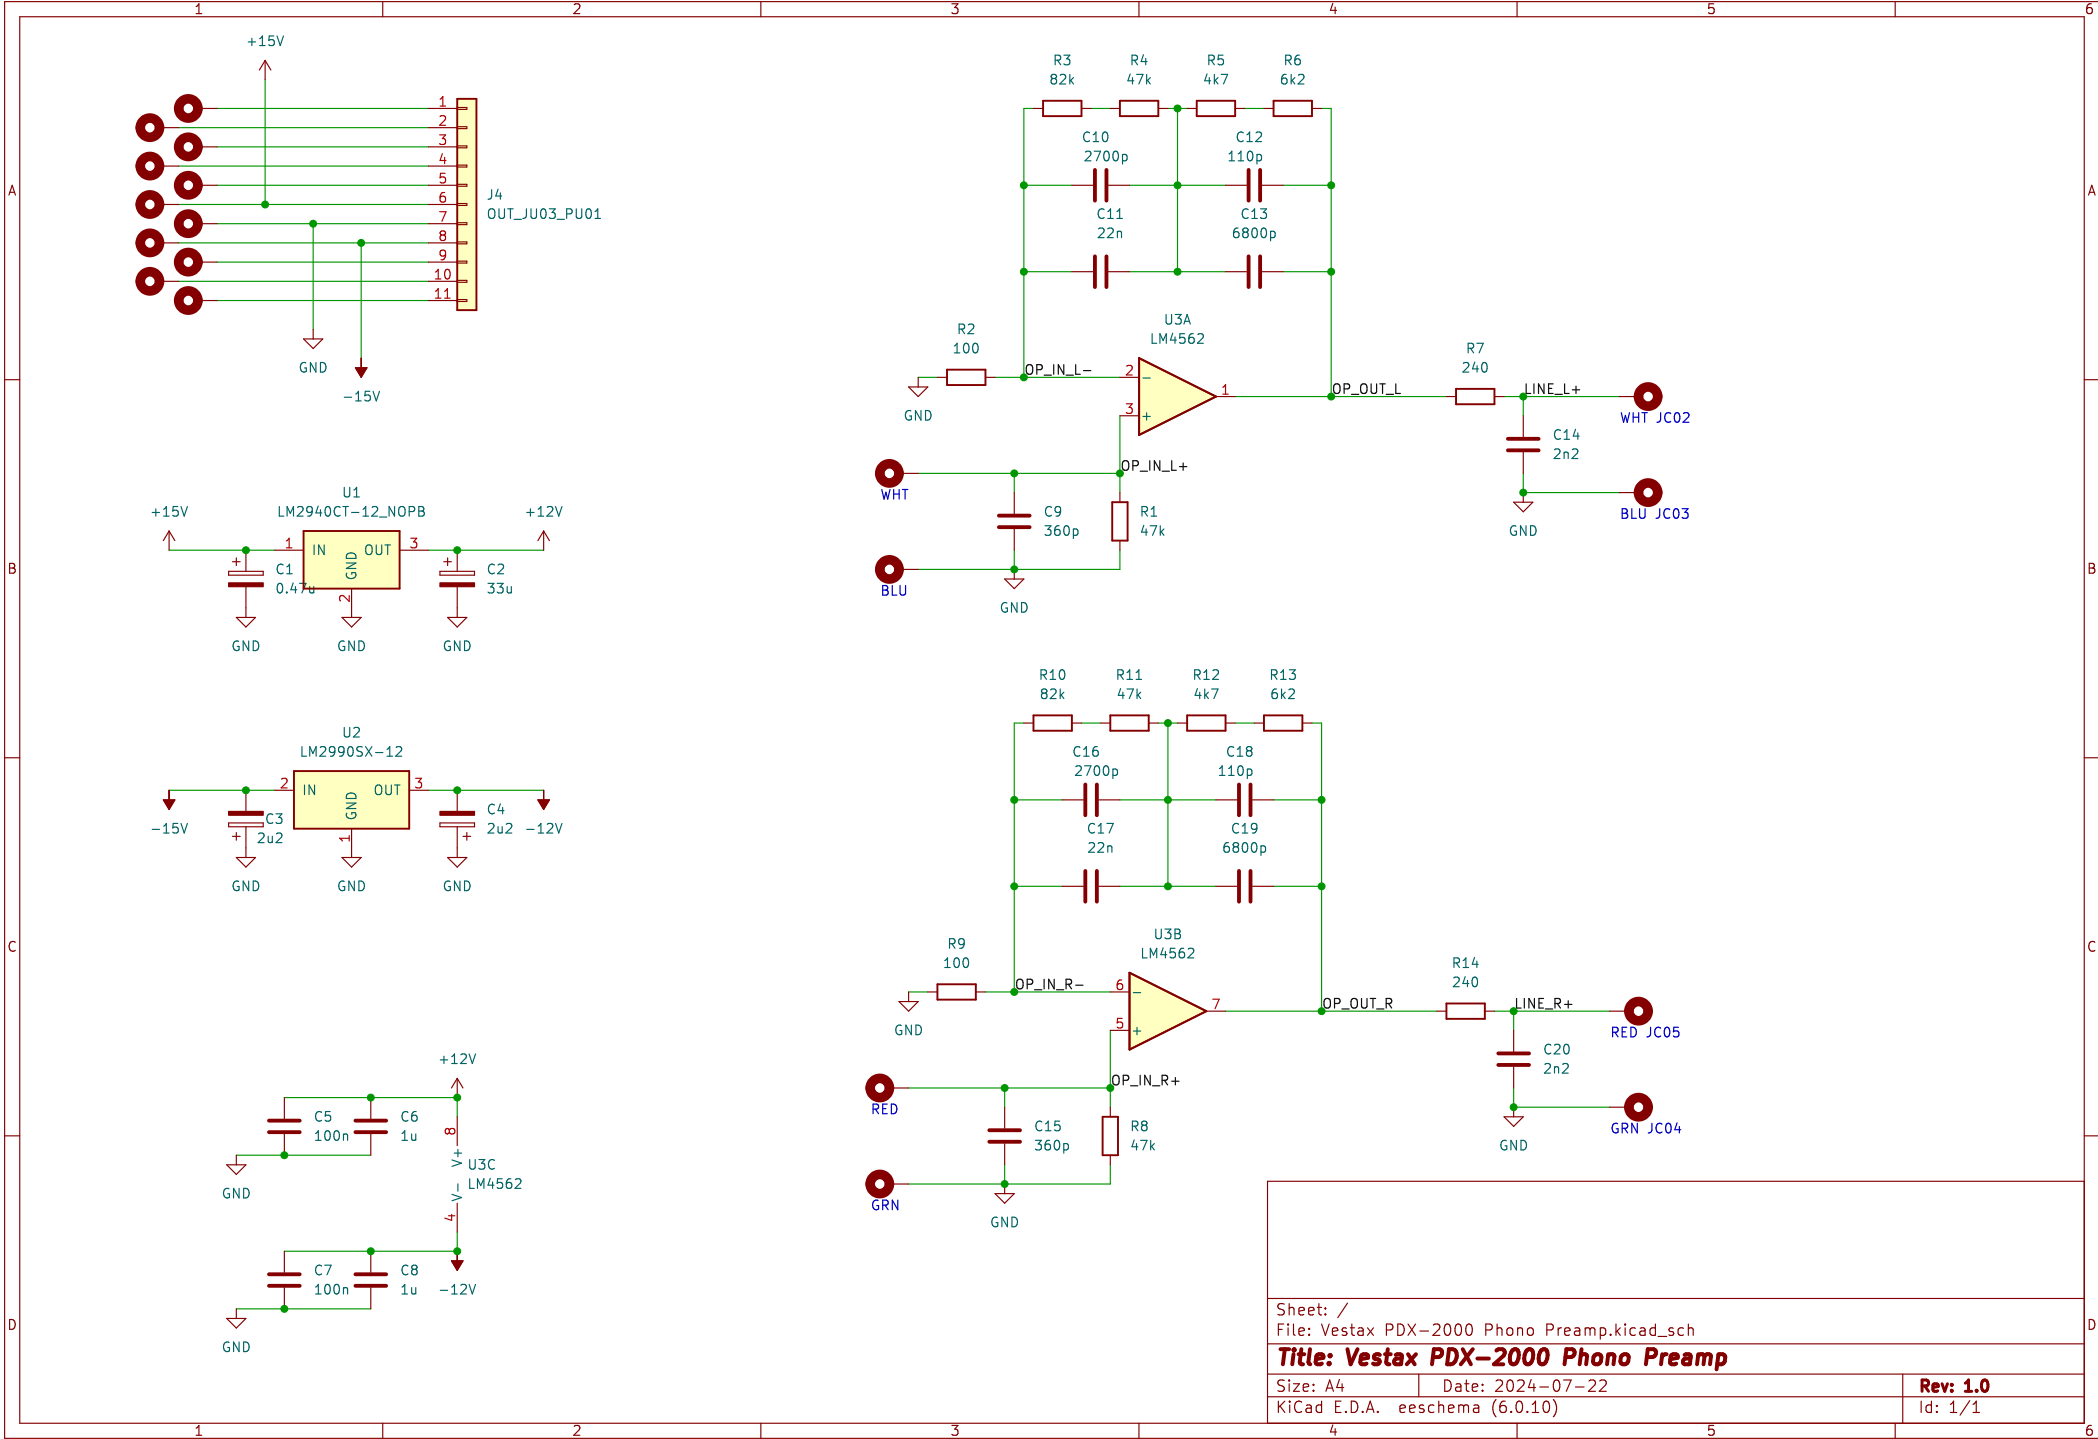 1 2 3 4 5 6
A
B
C
D
A
B
C
D
1 2 3 4 5 6
+15V
1
2
3
4
5
6
7
8
9
10
11
J4
OUT_JU03_PU01
GND
-15V
U1
LM2940CT-12_NOPB
+15V
+12V
1 IN OUT 3
GND
2
+
C1
0.47u
+
C2
33u
GND GND GND
U2
LM2990SX-12
2 IN OUT 3
GND
1
-15V
C3
2u2
+
C4
2u2
+
-12V
GND GND GND
+12V
C5
100n
C6
1u
8
V+
U3C
LM4562
V-
4
GND
C7
100n
C8
1u
-12V
GND
R3 R4 R5 R6
82k 47k 4k7 6k2
C10 C12
2700p 110p
C11 C13
22n 6800p
U3A
LM4562
R2
100
OP_IN_L-
2 -
3 +
1
GND
OP_OUT_L
R7
240
LINE_L+
WHT JC02
C14
2n2
BLU JC03
GND
OP_IN_L+
WHT
C9
360p
R1
47k
BLU
GND
R10 R11 R12 R13
82k 47k 4k7 6k2
C16 C18
2700p 110p
C17 C19
22n 6800p
U3B
LM4562
R9
100
OP_IN_R-
6 -
5 +
7
GND
OP_OUT_R
R14
240
LINE_R+
RED JC05
C20
2n2
GRN JC04
GND
OP_IN_R+
RED
C15
360p
R8
47k
GRN
GND
Sheet: /
File: Vestax PDX-2000 Phono Preamp.kicad_sch
Title: Vestax PDX-2000 Phono Preamp
Size: A4 Date: 2024-07-22 Rev: 1.0
KiCad E.D.A. eeschema (6.0.10) Id: 1/1